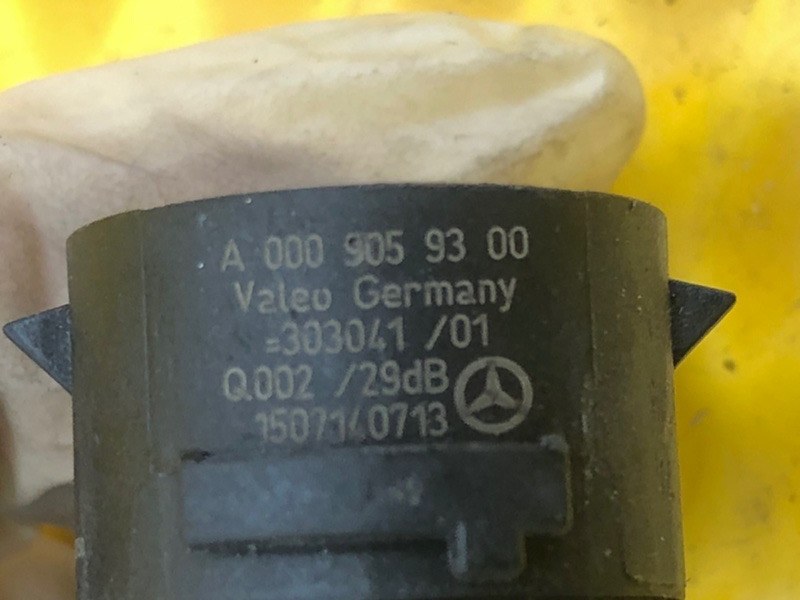 A 000 905 93 00
Valeo Germany
=303041 /01
Q.002 /29dB
1507140713